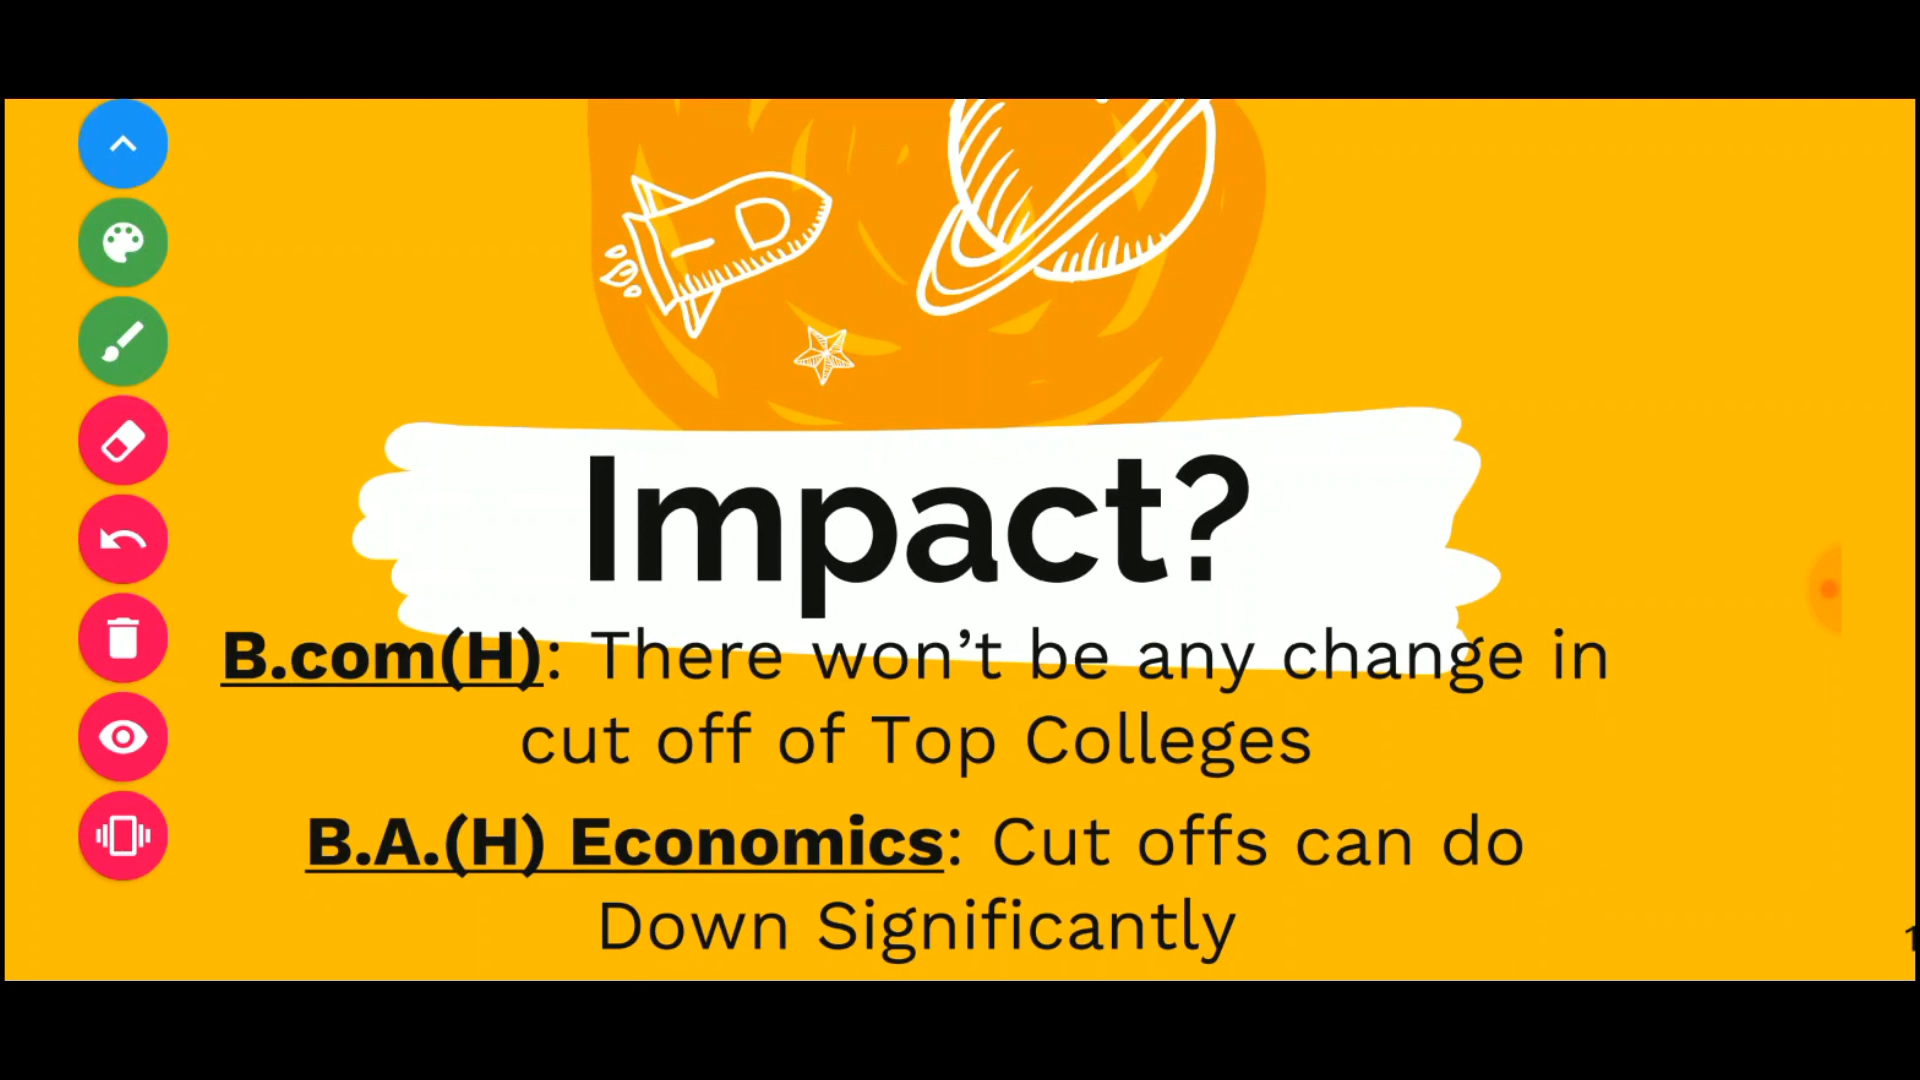 Impact?
B.com(H): There won’t be any change in
cut off of Top Colleges
B.A.(H) Economics: Cut offs can do
Down Significantly